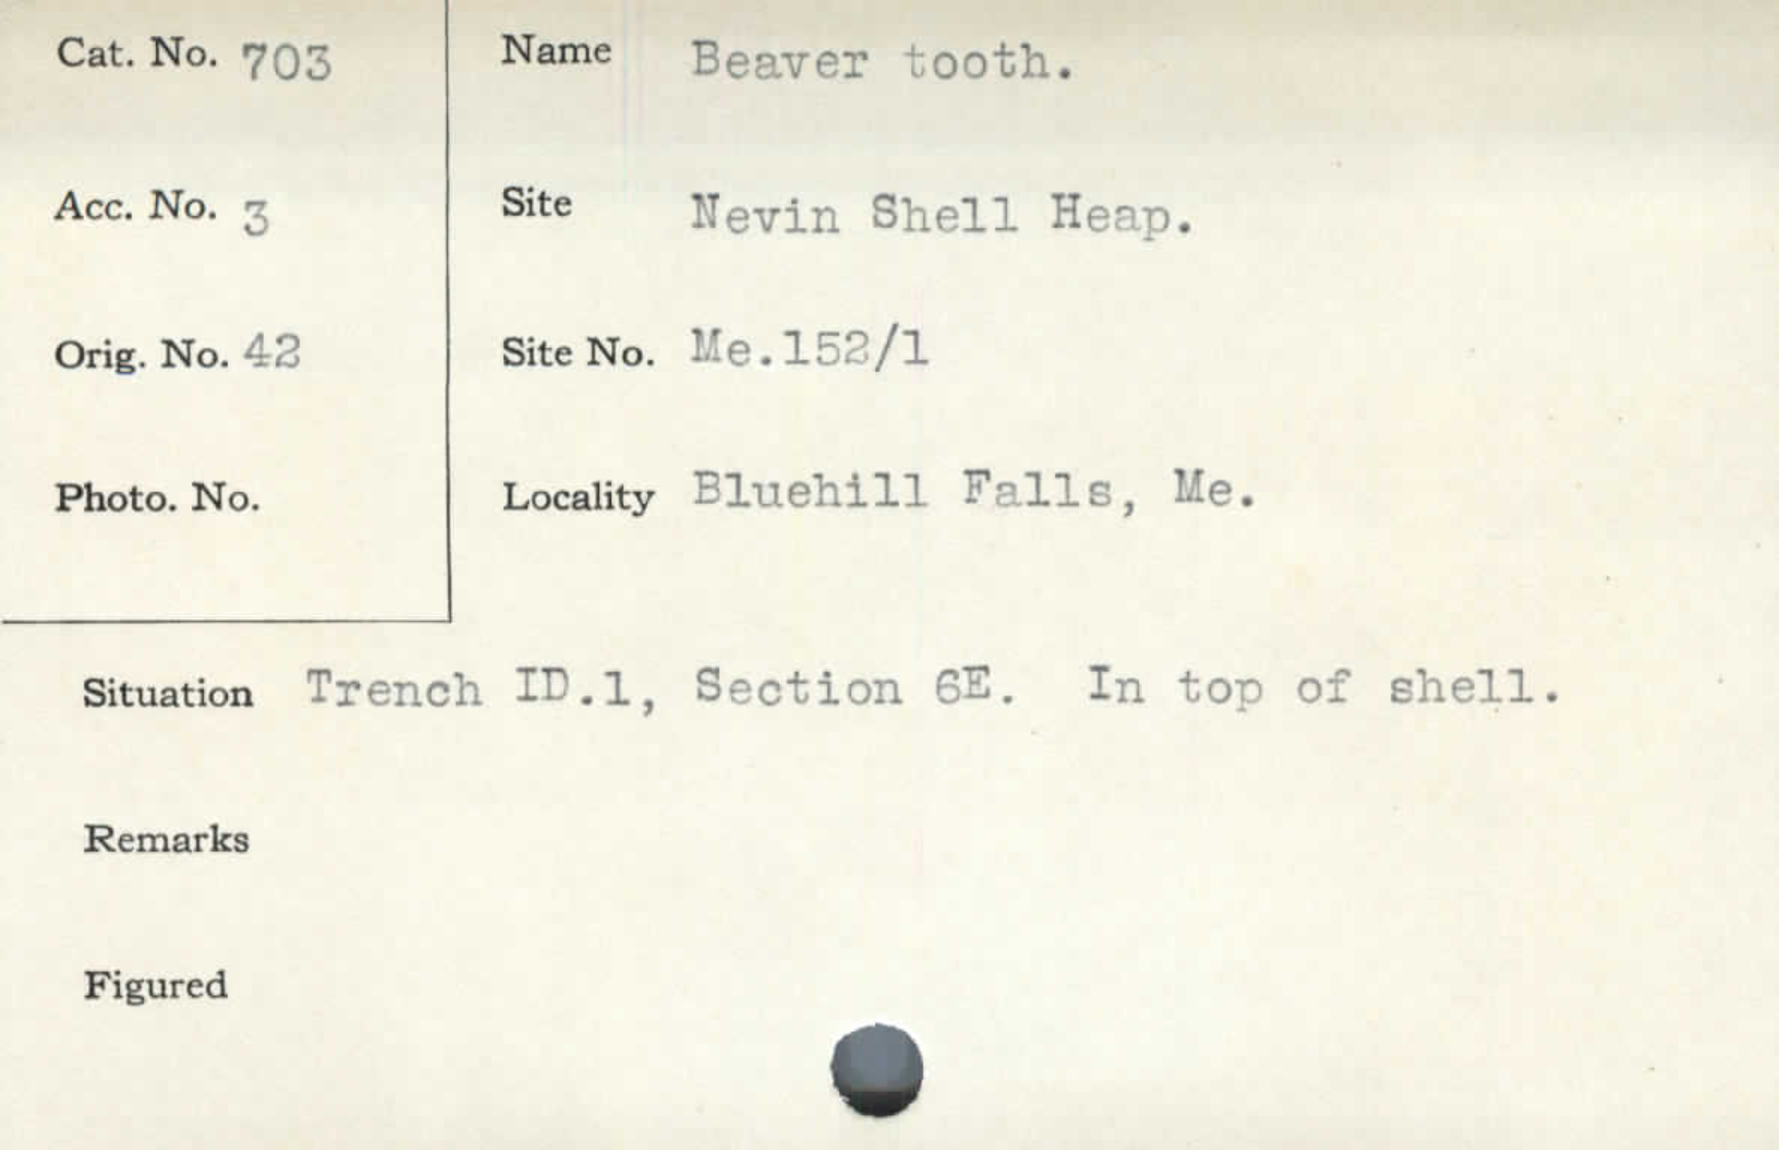 Cat. No. 703
Name Beaver tooth.
Acc. No. 3
Site Nevin Shell Heap.
Orig. No. 42
Site No. Me.152/1
Photo. No.
Locality Bluehill Falls, Me.
Situation Trench ID.1, Section 6E. In top of shell.
Remarks
Figured